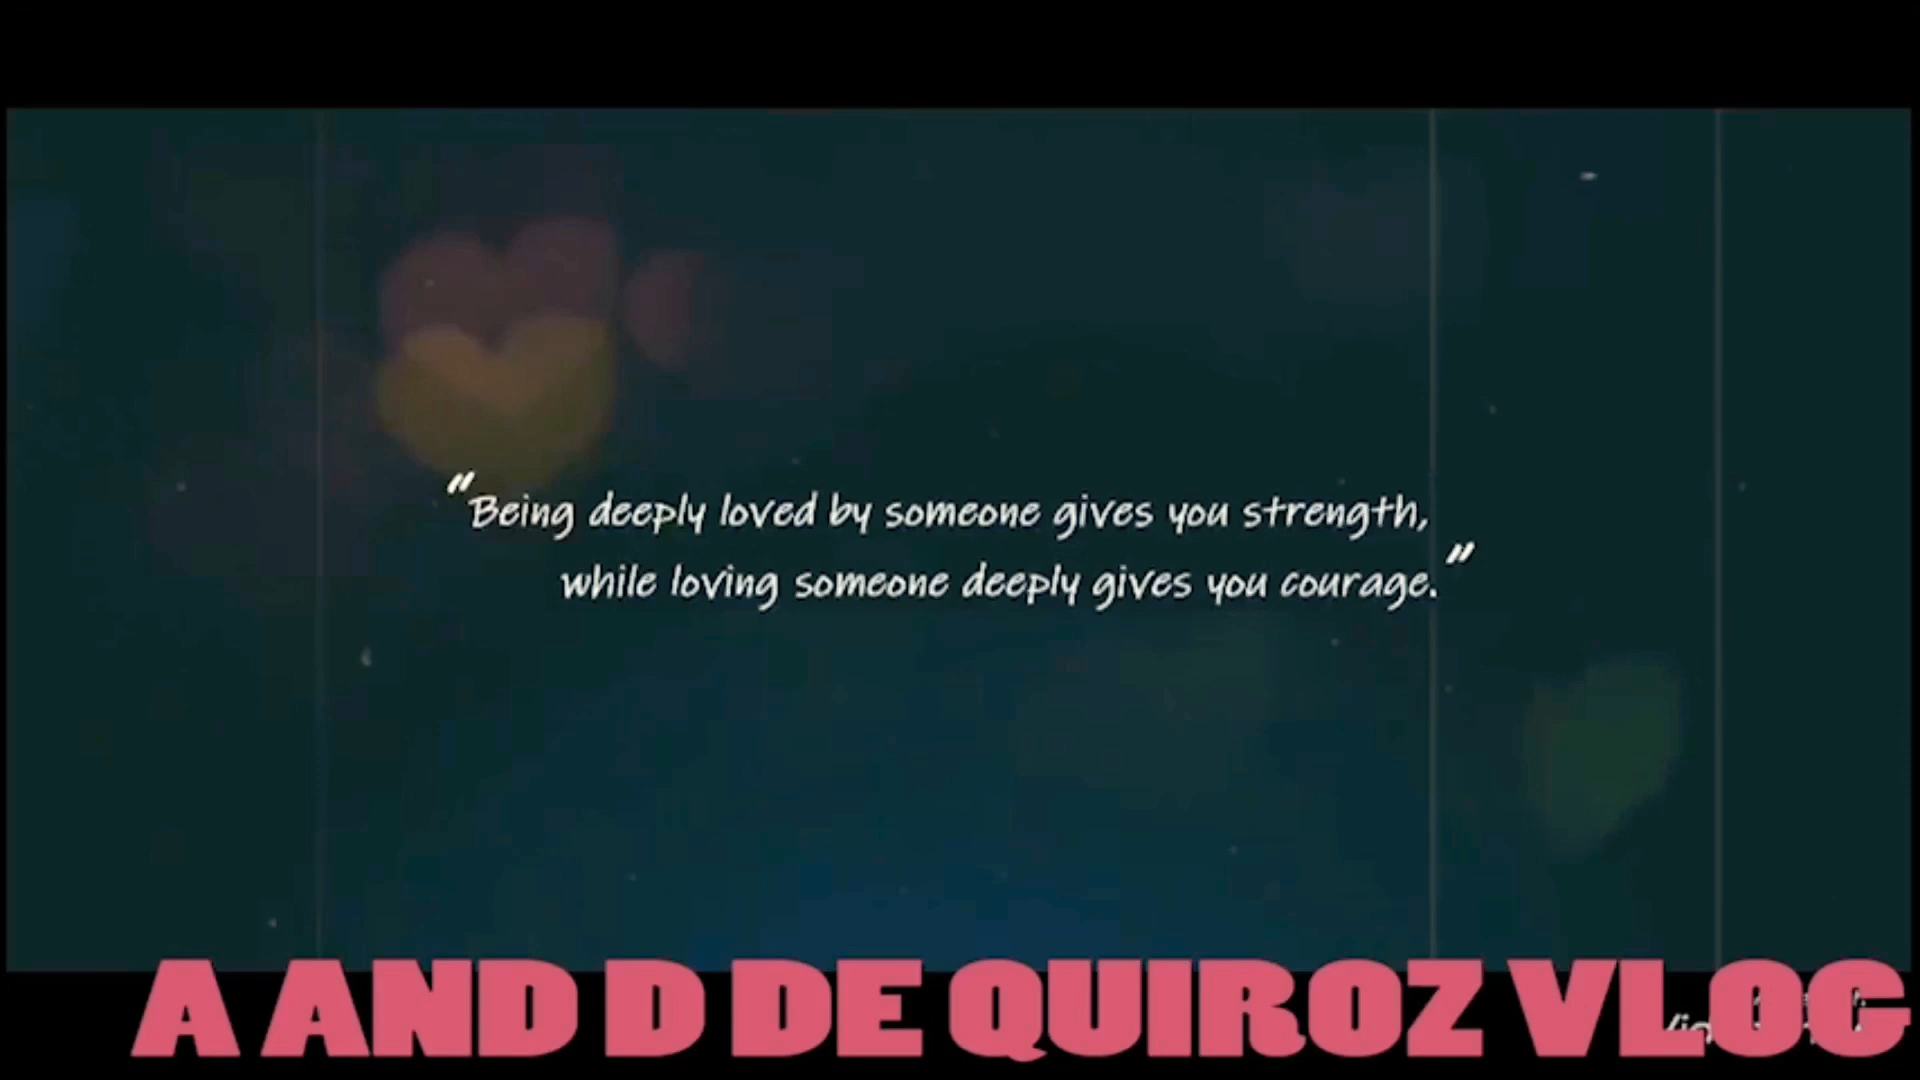 "Being deeply loved by someone gives you strength,
while loving someone deeply gives you courage."
A AND D DE QUIROZ VLOG